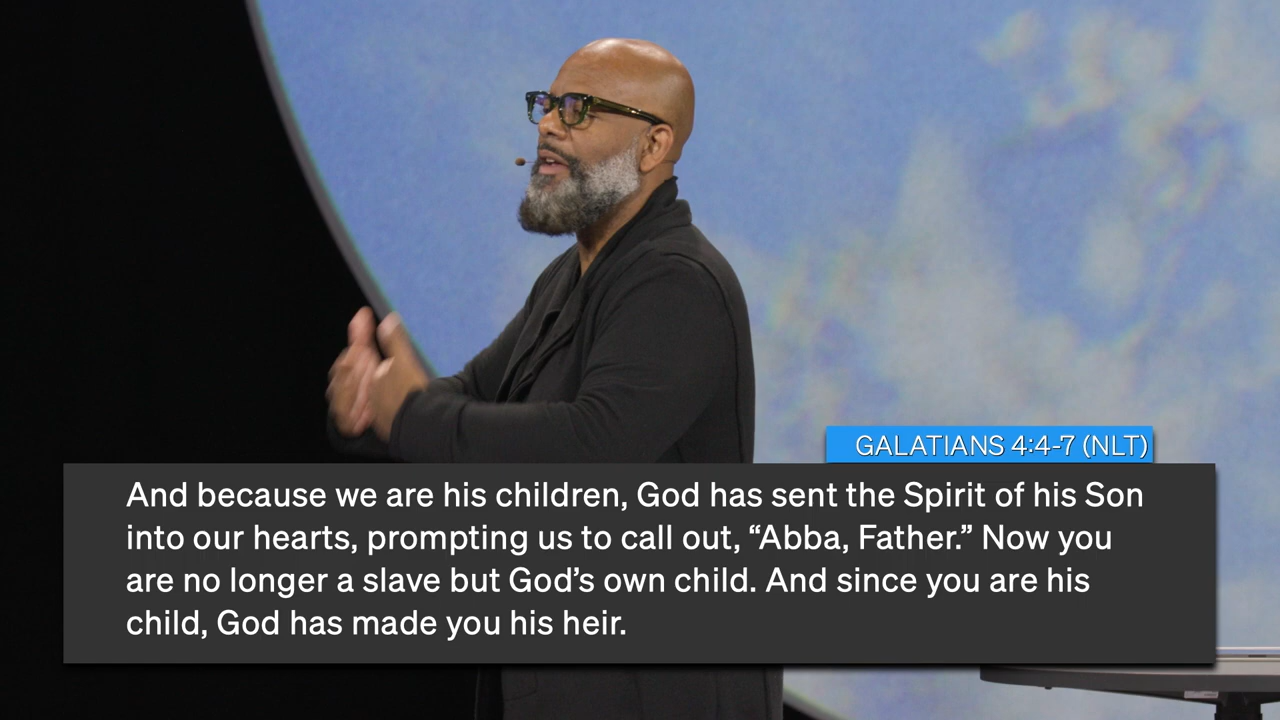 GALATIANS 4:4-7 (NLT)
And because we are his children, God has sent the Spirit of his Son
into our hearts, prompting us to call out, “Abba, Father.” Now you
are no longer a slave but God’s own child. And since you are his
child, God has made you his heir.